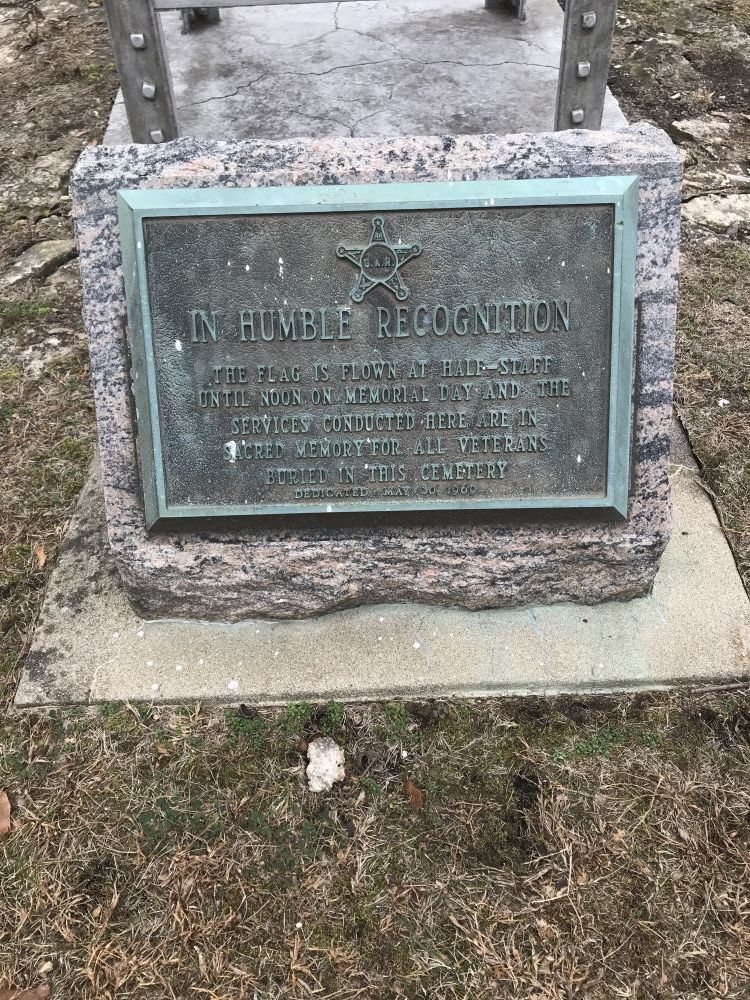 G.A.R.
IN HUMBLE RECOGNITION
THE FLAG IS FLOWN AT HALF-STAFF
UNTIL NOON ON MEMORIAL DAY AND THE
SERVICES CONDUCTED HERE ARE IN
SACRED MEMORY FOR ALL VETERANS
BURIED IN THIS CEMETERY
DEDICATED MAY 30, 1960